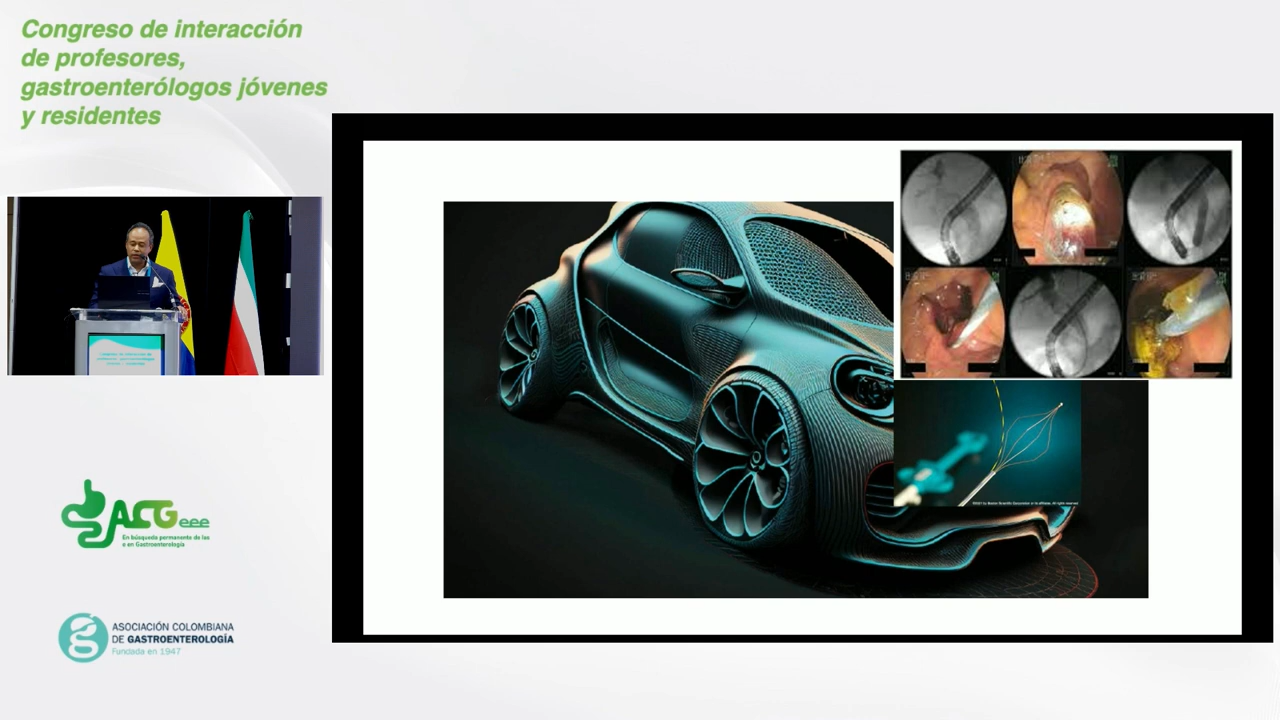 Congreso de interacción
de profesores,
gastroenterólogos jóvenes
y residentes
ACGeee
En búsqueda permanente de las
e en Gastroenterología
ASOCIACIÓN COLOMBIANA
DE GASTROENTEROLOGÍA
Fundada en 1947